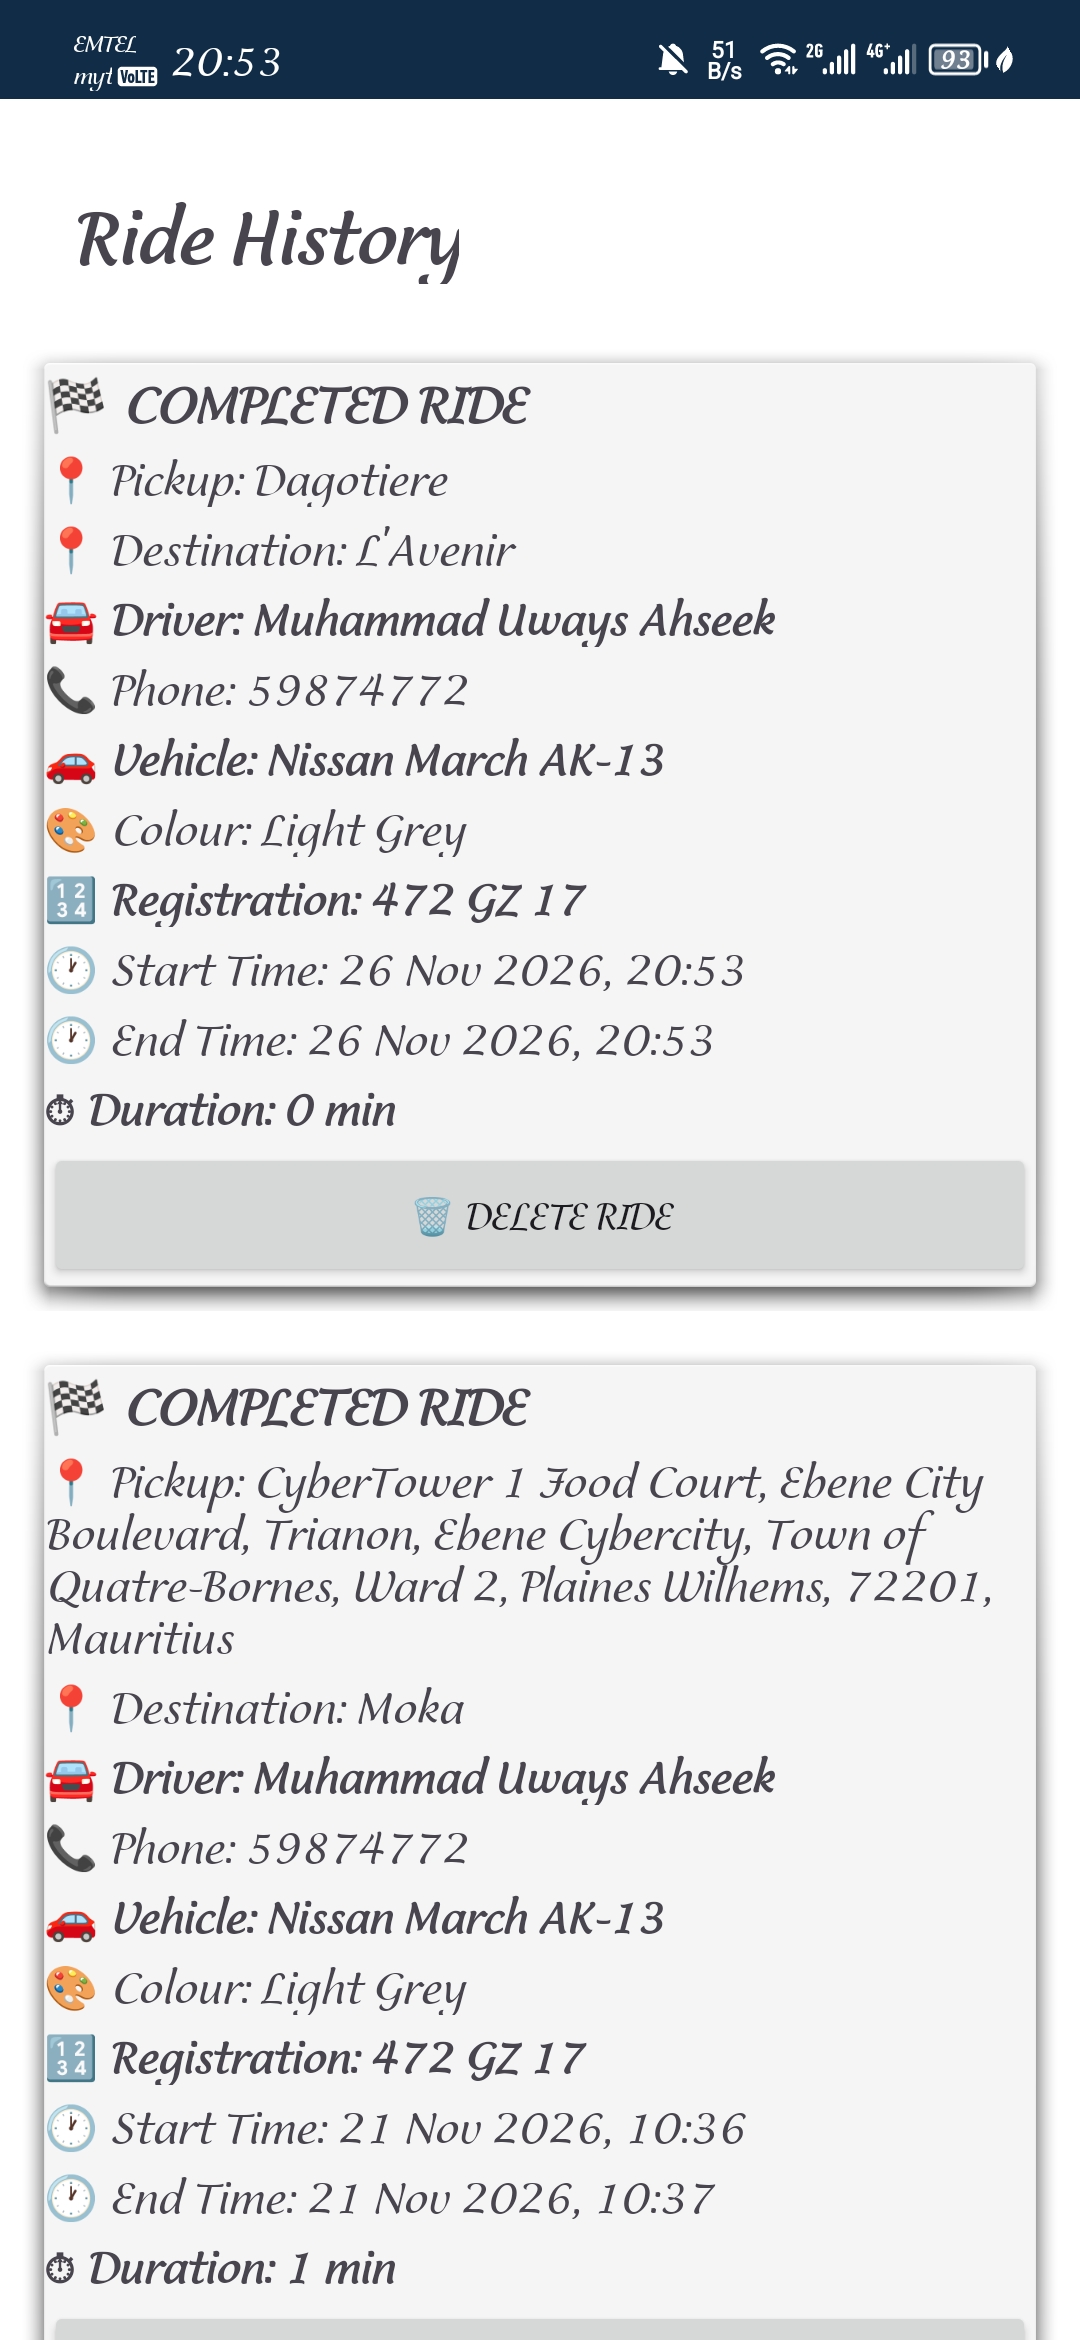 EMTEL
my.t VoLTE 20:53 51 B/s 2G 4G+ 93
Ride History
🏁 COMPLETED RIDE
📍 Pickup: Dagotiere
📍 Destination: L'Avenir
🚘 Driver: Muhammad Uways Ahseek
📞 Phone: 59874772
🚗 Vehicle: Nissan March AK-13
🎨 Colour: Light Grey
🔢 Registration: 472 GZ 17
🕐 Start Time: 26 Nov 2026, 20:53
🕐 End Time: 26 Nov 2026, 20:53
⏱ Duration: 0 min
🗑️ DELETE RIDE
🏁 COMPLETED RIDE
📍 Pickup: CyberTower 1 Food Court, Ebene City
Boulevard, Trianon, Ebene Cybercity, Town of
Quatre-Bornes, Ward 2, Plaines Wilhems, 72201,
Mauritius
📍 Destination: Moka
🚘 Driver: Muhammad Uways Ahseek
📞 Phone: 59874772
🚗 Vehicle: Nissan March AK-13
🎨 Colour: Light Grey
🔢 Registration: 472 GZ 17
🕐 Start Time: 21 Nov 2026, 10:36
🕐 End Time: 21 Nov 2026, 10:37
⏱ Duration: 1 min